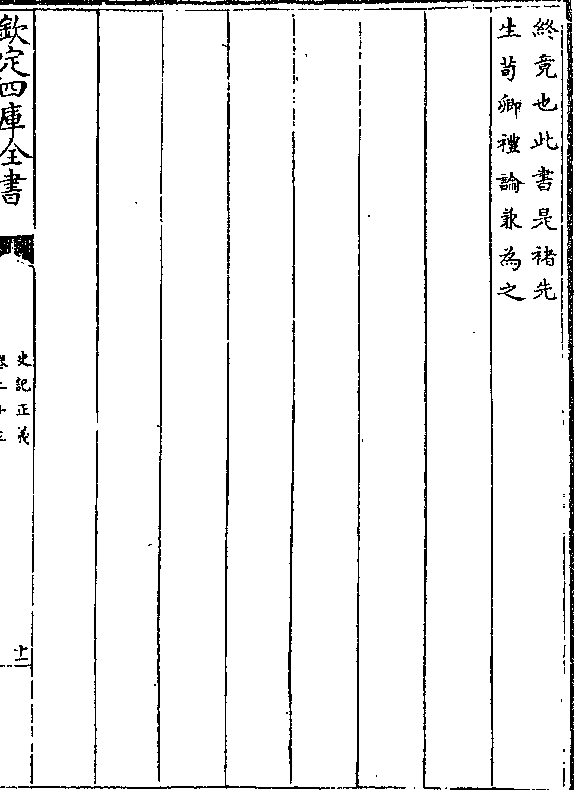 終竟也此書是褚先
生荀卿禮論兼為之
欽定四庫全書
史記正義
卷二十三
十二